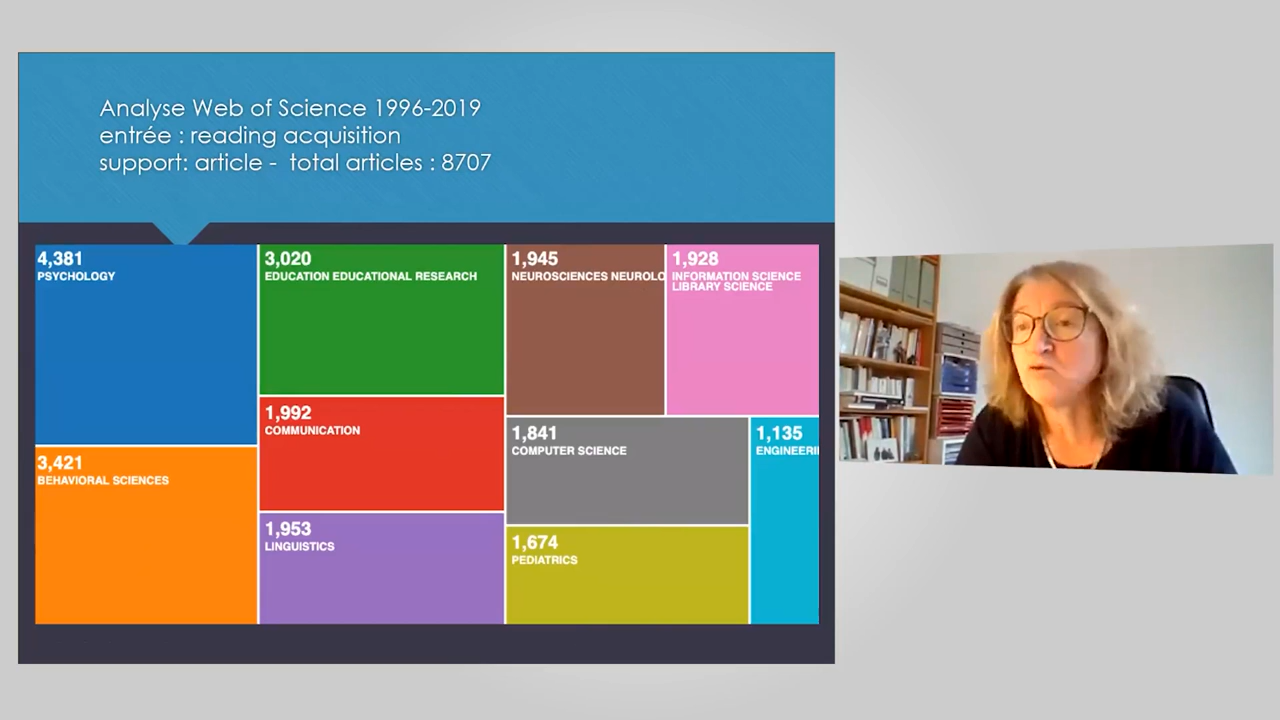 Analyse Web of Science 1996-2019
entrée : reading acquisition
support: article - total articles : 8707
4,381
PSYCHOLOGY
3,421
BEHAVIORAL SCIENCES
3,020
EDUCATION EDUCATIONAL RESEARCH
1,992
COMMUNICATION
1,953
LINGUISTICS
1,945
NEUROSCIENCES NEUROLO
1,928
INFORMATION SCIENCE
LIBRARY SCIENCE
1,841
COMPUTER SCIENCE
1,674
PEDIATRICS
1,135
ENGINEERI